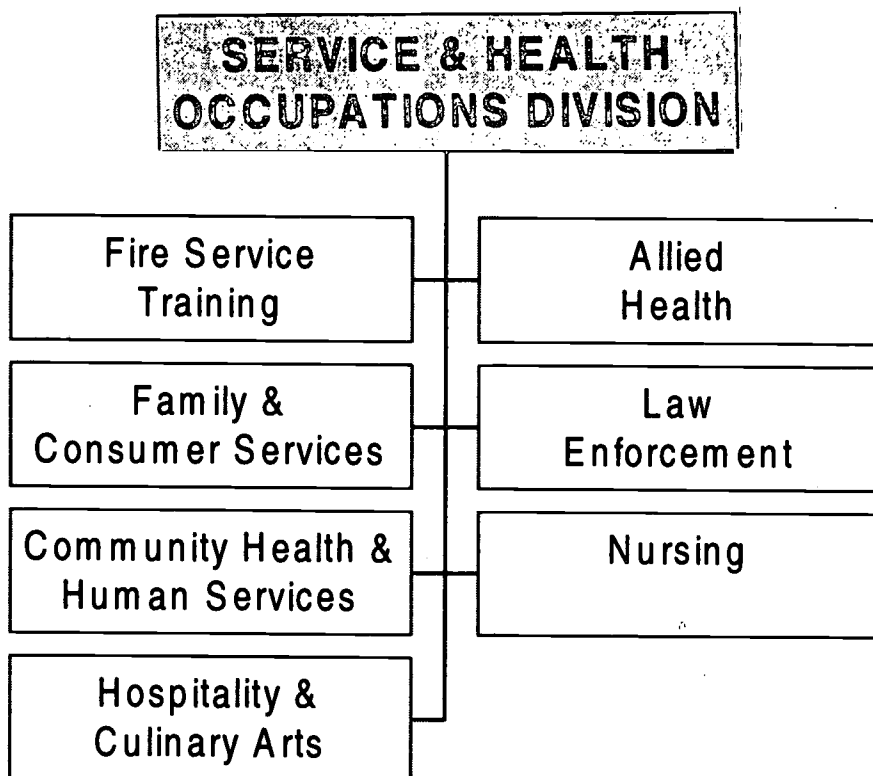 SERVICE & HEALTH
OCCUPATIONS DIVISION
Fire Service
Training
Allied
Health
Family &
Consumer Services
Law
Enforcement
Community Health &
Human Services
Nursing
Hospitality &
Culinary Arts